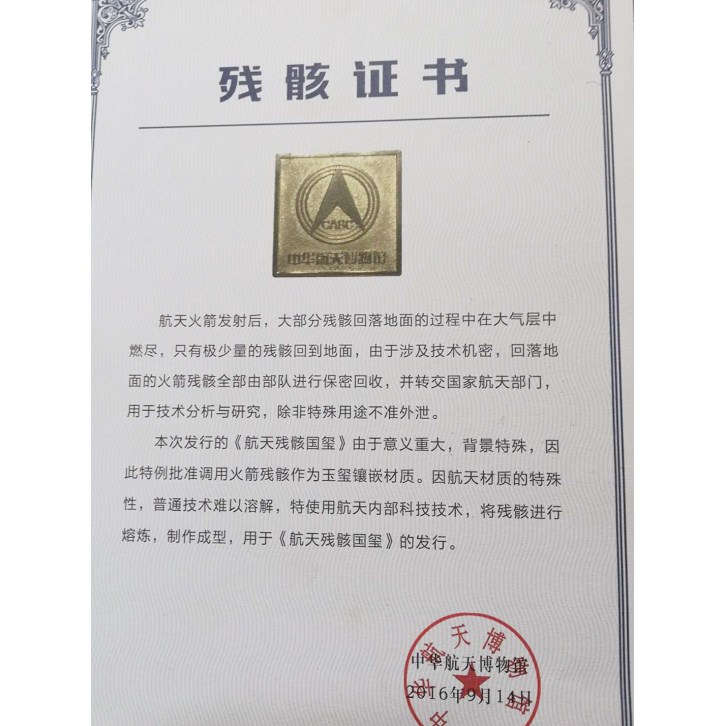 残骸证书
CASC
中华航天博物馆
航天火箭发射后，大部分残骸回落地面的过程中在大气层中
燃尽，只有极少量的残骸回到地面，由于涉及技术机密，回落地
面的火箭残骸全部由部队进行保密回收，并转交国家航天部门，
用于技术分析与研究，除非特殊用途不准外泄。
本次发行的《航天残骸国玺》由于意义重大，背景特殊，因
此特例批准调用火箭残骸作为玉玺镶嵌材质。因航天材质的特殊
性，普通技术难以溶解，特使用航天内部科技技术，将残骸进行
熔炼，制作成型，用于《航天残骸国玺》的发行。
中华航天博物馆
中华航天博物馆
2016年9月14日